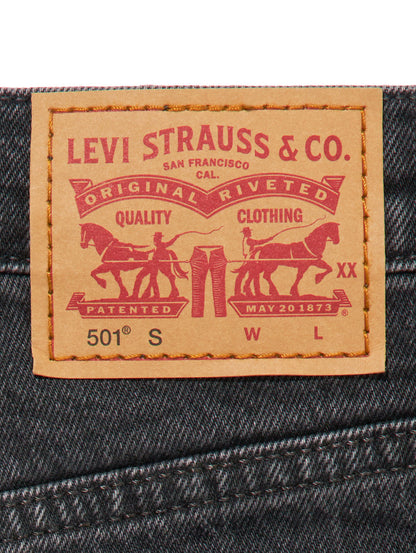 LEVI STRAUSS & CO.
SAN FRANCISCO
CAL.
ORIGINAL RIVETED
QUALITY CLOTHING
XX
PATENTED MAY 20 1873 ®
501® S W L